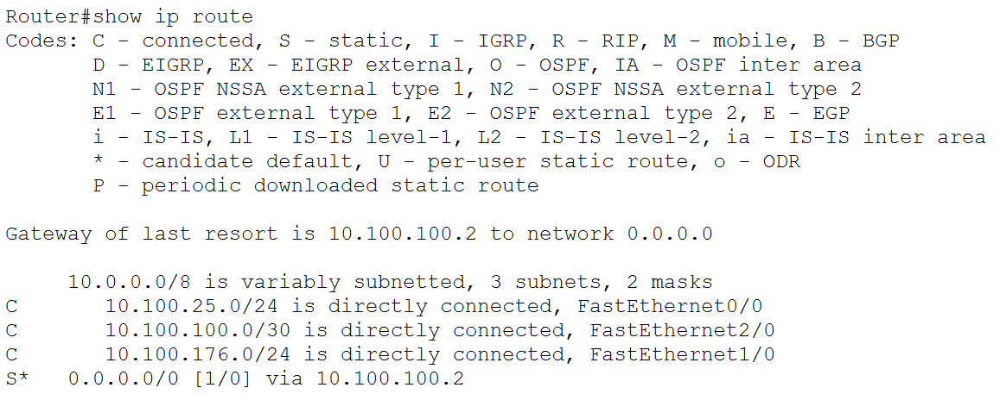 Router#show ip route
Codes: C - connected, S - static, I - IGRP, R - RIP, M - mobile, B - BGP
       D - EIGRP, EX - EIGRP external, O - OSPF, IA - OSPF inter area
       N1 - OSPF NSSA external type 1, N2 - OSPF NSSA external type 2
       E1 - OSPF external type 1, E2 - OSPF external type 2, E - EGP
       i - IS-IS, L1 - IS-IS level-1, L2 - IS-IS level-2, ia - IS-IS inter area
       * - candidate default, U - per-user static route, o - ODR
       P - periodic downloaded static route

Gateway of last resort is 10.100.100.2 to network 0.0.0.0

     10.0.0.0/8 is variably subnetted, 3 subnets, 2 masks
C       10.100.25.0/24 is directly connected, FastEthernet0/0
C       10.100.100.0/30 is directly connected, FastEthernet2/0
C       10.100.176.0/24 is directly connected, FastEthernet1/0
S*   0.0.0.0/0 [1/0] via 10.100.100.2